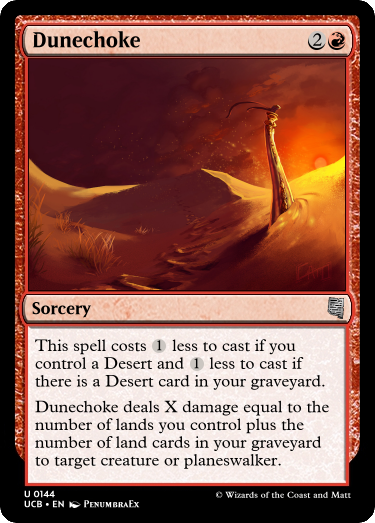 Dunechoke 2
Sorcery
This spell costs 1 less to cast if you
control a Desert and 1 less to cast if
there is a Desert card in your graveyard.
Dunechoke deals X damage equal to the
number of lands you control plus the
number of land cards in your graveyard
to target creature or planeswalker.
U 0144
UCB • EN PenumbraEx © Wizards of the Coast and Matt